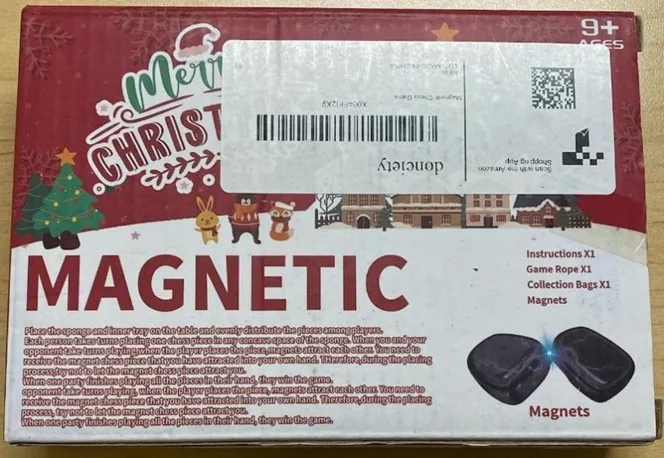 9+
AGES
Merr
CHRIST
NEW
Magnetic Chess Game
donciety
Scan with the Amazon
Shopping App
MAGNETIC
Instructions X1
Game Rope X1
Collection Bags X1
Magnets
Place the sponge and inner tray on the table and evenly distribute the pieces amongplayers.
Each person takes turns placing one chess piece in any concave space of the sponge. When you and your
opponent take turns playing,when the player places the piece,magnets attract each other. You need to
receive the magnet chess piece thatyou have attracted into your own hand. Therefore,during the placing
process,try not to let the magnet chess piece attractyou.
When one party finishes playing all the pieces in their hand, they win the game.
opponent take turns playing, when the player places the piece, magnets attract each other. You need to
receive the magnet chess piece that you have attracted into your own hand. Therefore,during the placing
process, try not to let the magnet chess piece attract you.
When one party finishes playing all the pieces in their hand, they win the game.
Magnets